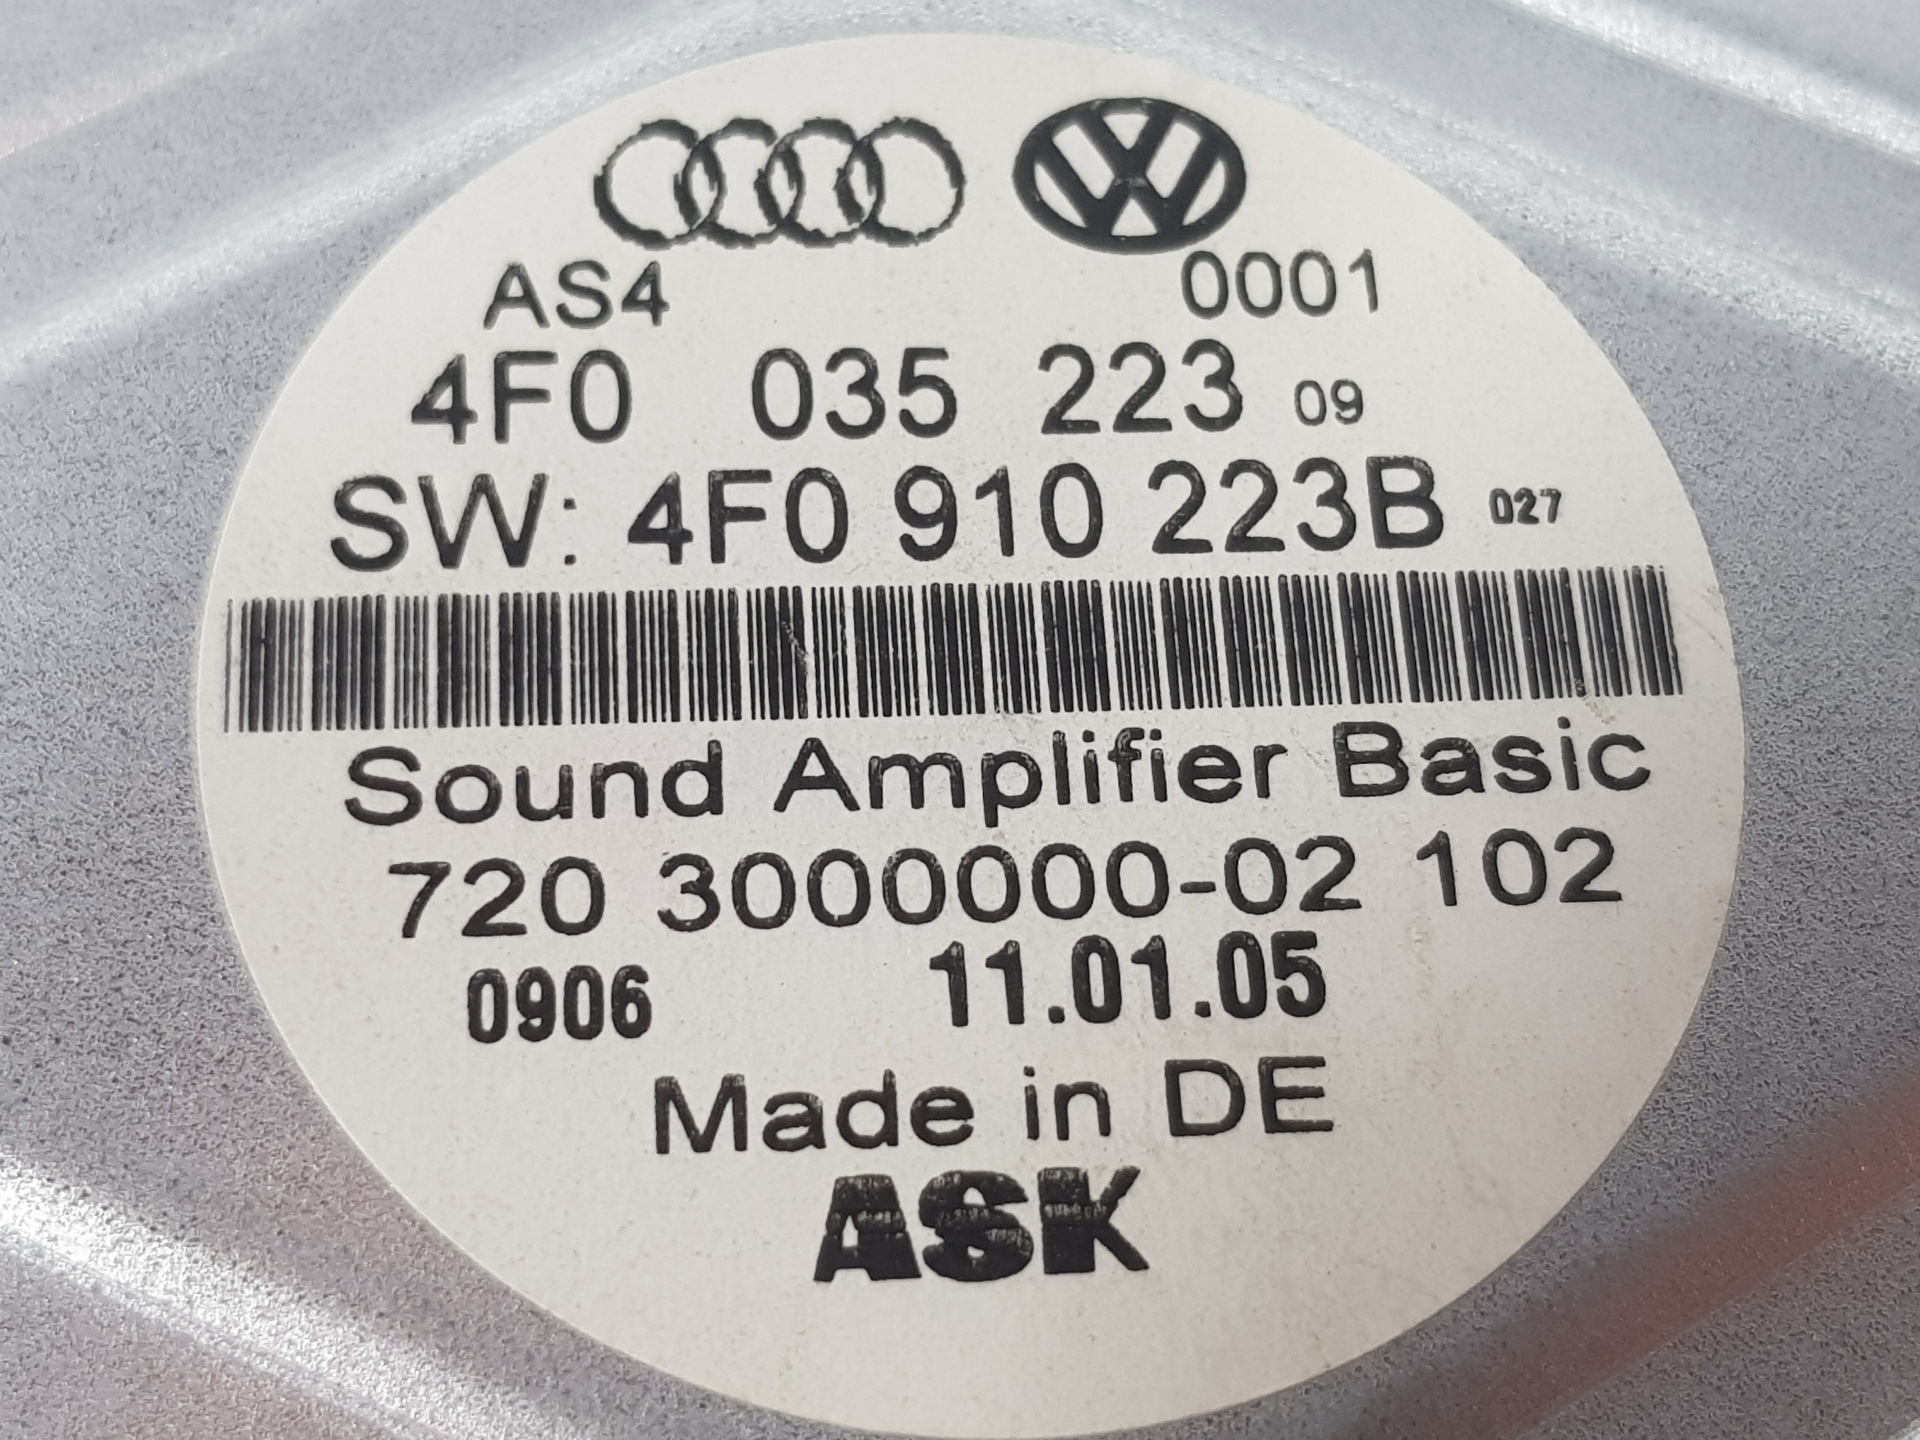 AS4 0001
4F0 035 223 09
SW: 4F0 910 223B 027
Sound Amplifier Basic
720 3000000-02 102
0906 11.01.05
Made in DE
ASK